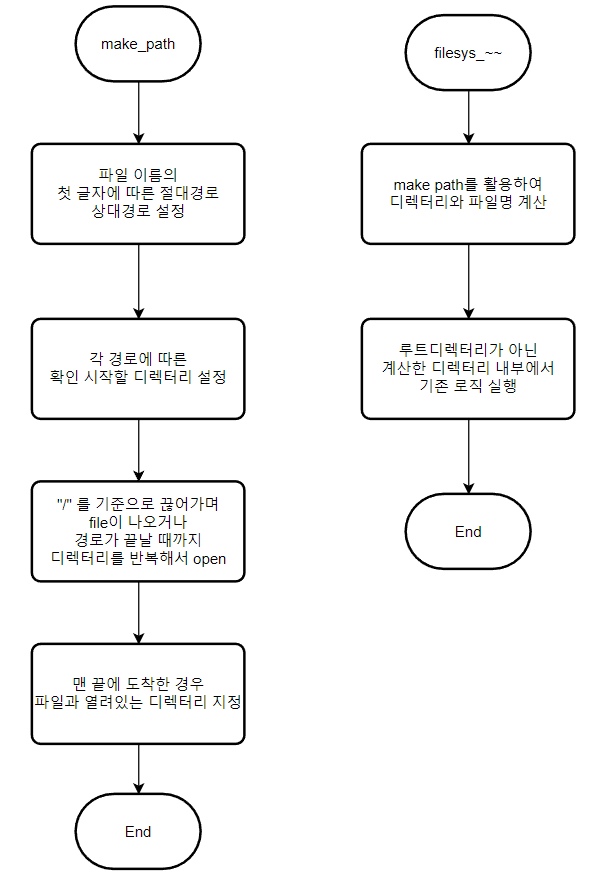 make_path
파일 이름의
첫 글자에 따른 절대경로
상대경로 설정
각 경로에 따른
확인 시작할 디렉터리 설정
"/" 를 기준으로 끊어가며
file이 나오거나
경로가 끝날 때까지
디렉터리를 반복해서 open
맨 끝에 도착한 경우
파일과 열려있는 디렉터리 지정
End
filesys_~~
make path를 활용하여
디렉터리와 파일명 계산
루트디렉터리가 아닌
계산한 디렉터리 내부에서
기존 로직 실행
End